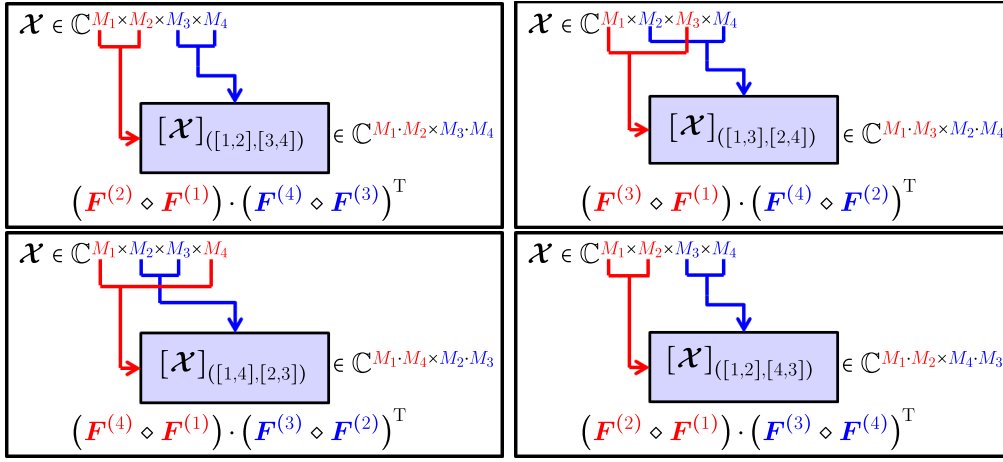 𝓧 ∈ ℂ^{M₁×M₂×M₃×M₄}
[𝓧]_{([1,2],[3,4])} ∈ ℂ^{M₁·M₂×M₃·M₄}
(𝑭^{(2)} ⋄ 𝑭^{(1)}) · (𝑭^{(4)} ⋄ 𝑭^{(3)})^T
𝓧 ∈ ℂ^{M₁×M₂×M₃×M₄}
[𝓧]_{([1,3],[2,4])} ∈ ℂ^{M₁·M₃×M₂·M₄}
(𝑭^{(3)} ⋄ 𝑭^{(1)}) · (𝑭^{(4)} ⋄ 𝑭^{(2)})^T
𝓧 ∈ ℂ^{M₁×M₂×M₃×M₄}
[𝓧]_{([1,4],[2,3])} ∈ ℂ^{M₁·M₄×M₂·M₃}
(𝑭^{(4)} ⋄ 𝑭^{(1)}) · (𝑭^{(3)} ⋄ 𝑭^{(2)})^T
𝓧 ∈ ℂ^{M₁×M₂×M₃×M₄}
[𝓧]_{([1,2],[4,3])} ∈ ℂ^{M₁·M₂×M₄·M₃}
(𝑭^{(2)} ⋄ 𝑭^{(1)}) · (𝑭^{(3)} ⋄ 𝑭^{(4)})^T